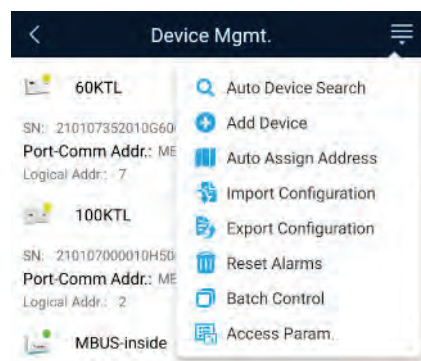 Device Mgmt.
60KTL
SN: 210107352010G60
Port-Comm Addr.: ME
Logical Addr.: 7
100KTL
SN: 210107000010H50
Port-Comm Addr.: ME
Logical Addr.: 2
MBUS-inside
Auto Device Search
Add Device
Auto Assign Address
Import Configuration
Export Configuration
Reset Alarms
Batch Control
Access Param.